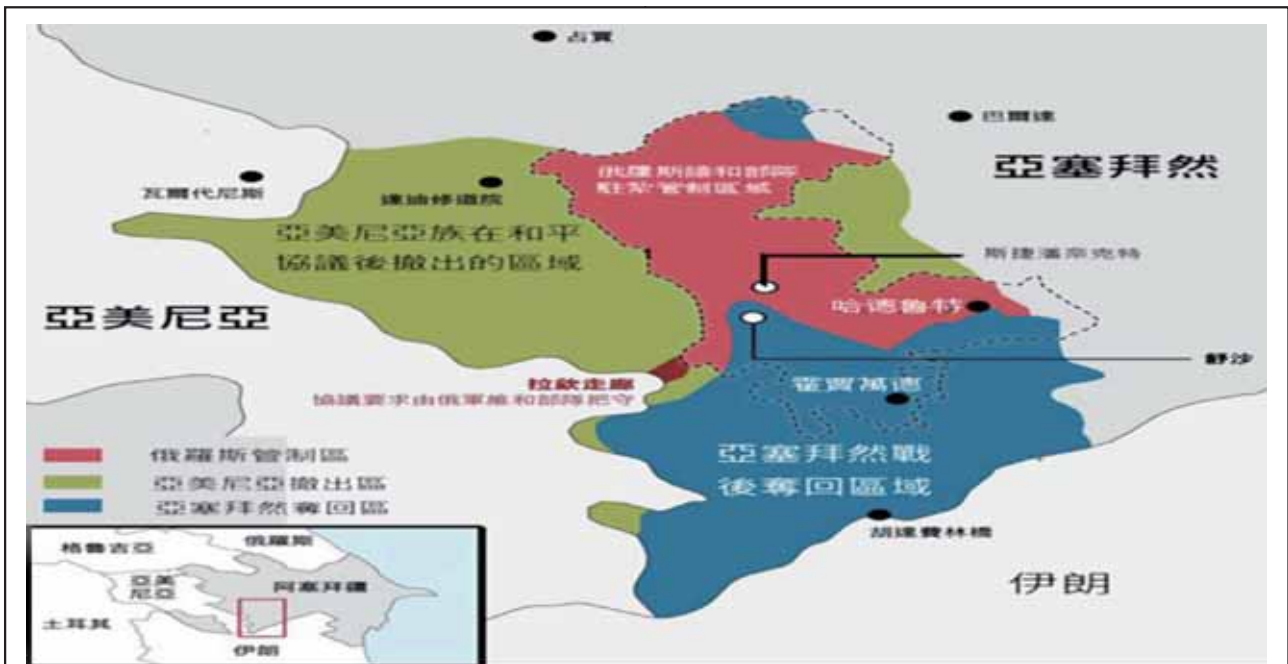 占賈
巴爾達
亞塞拜然
俄羅斯講和部隊
駐紮管制區域
瓦爾代尼斯
達迪修道院
亞美尼亞族在和平
協議後撤出的區域
斯捷潘奈克特
哈德魯特
亞美尼亞
舒沙
拉欽走廊
協議要求由俄軍維和部隊把守
霍賈萬德
俄羅斯管制區
亞美尼亞撤出區
亞塞拜然奪回區
亞塞拜然戰
後奪回區域
胡達費林橋
伊朗
格魯吉亞
俄羅斯
亞美
尼亞
阿塞拜疆
土耳其
伊朗